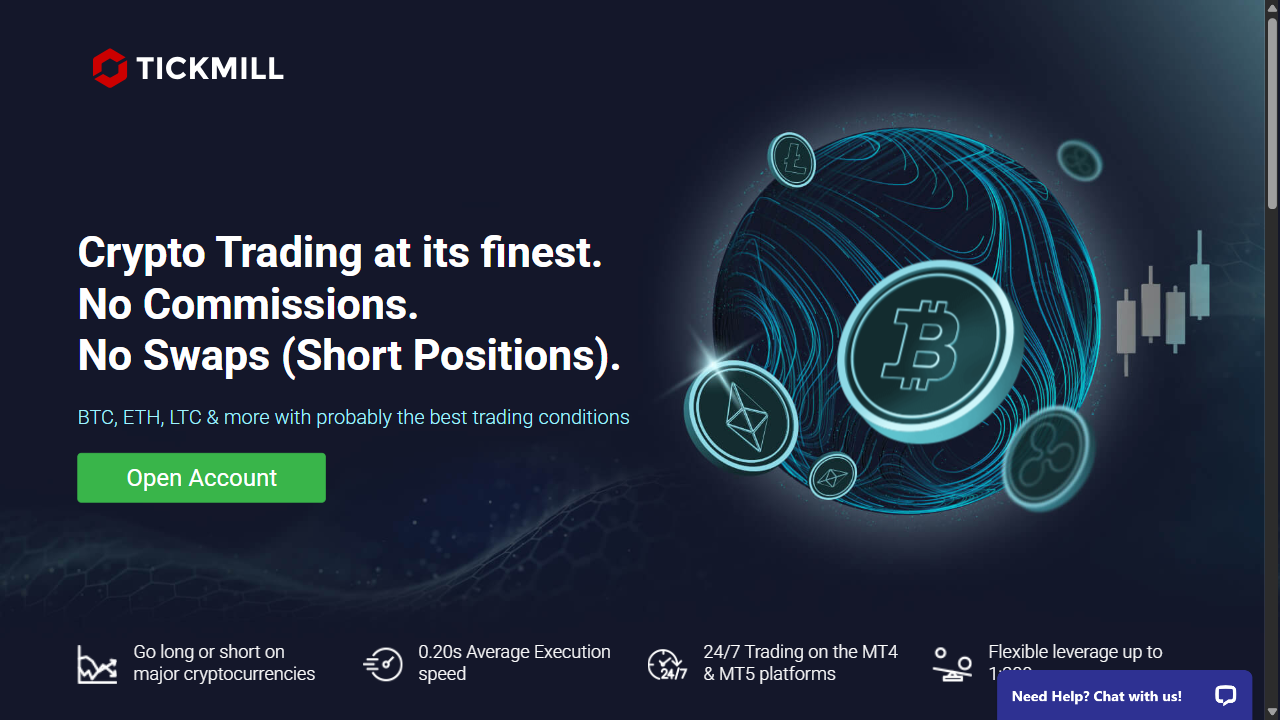 TICKMILL
Crypto Trading at its finest.
No Commissions.
No Swaps (Short Positions).
BTC, ETH, LTC & more with probably the best trading conditions
Open Account
Go long or short on
major cryptocurrencies
0.20s Average Execution
speed
24/7
24/7 Trading on the MT4
& MT5 platforms
Flexible leverage up to
Need Help? Chat with us!